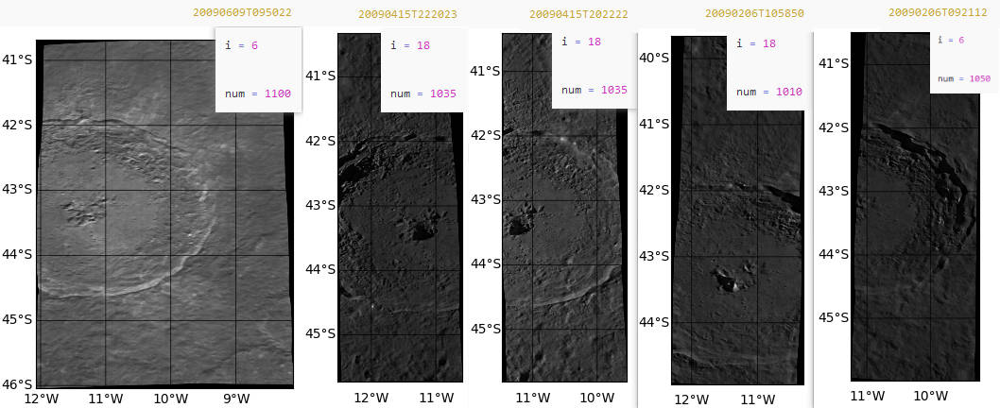 20090609T095022
i = 6
num = 1100
41°S
42°S
43°S
44°S
45°S
46°S
12°W 11°W 10°W 9°W
20090415T222023
i = 18
num = 1035
41°S
42°S
43°S
44°S
45°S
12°W 11°W
20090415T202222
i = 18
num = 1035
41°S
42°S
43°S
44°S
45°S
11°W 10°W
20090206T105850
i = 18
num = 1010
40°S
41°S
42°S
43°S
44°S
12°W 11°W
20090206T092112
i = 6
num = 1050
41°S
42°S
43°S
44°S
45°S
11°W 10°W